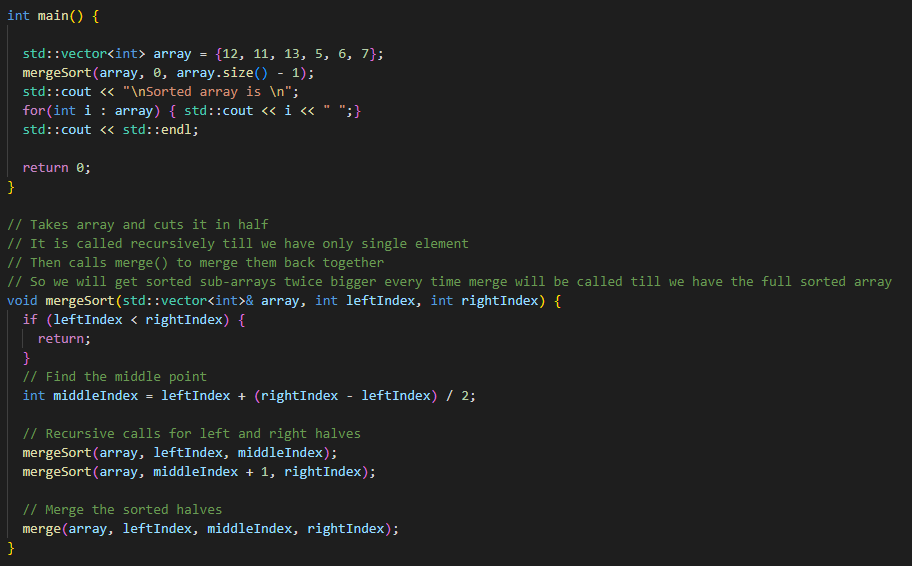 int main() {
std::vector<int> array = {12, 11, 13, 5, 6, 7};
mergeSort(array, 0, array.size() - 1);
std::cout << "\nSorted array is \n";
for(int i : array) { std::cout << i << " ";}
std::cout << std::endl;
return 0;
}
// Takes array and cuts it in half
// It is called recursively till we have only single element
// Then calls merge() to merge them back together
// So we will get sorted sub-arrays twice bigger every time merge will be called till we have the full sorted array
void mergeSort(std::vector<int>& array, int leftIndex, int rightIndex) {
if (leftIndex < rightIndex) {
return;
}
// Find the middle point
int middleIndex = leftIndex + (rightIndex - leftIndex) / 2;
// Recursive calls for left and right halves
mergeSort(array, leftIndex, middleIndex);
mergeSort(array, middleIndex + 1, rightIndex);
// Merge the sorted halves
merge(array, leftIndex, middleIndex, rightIndex);
}